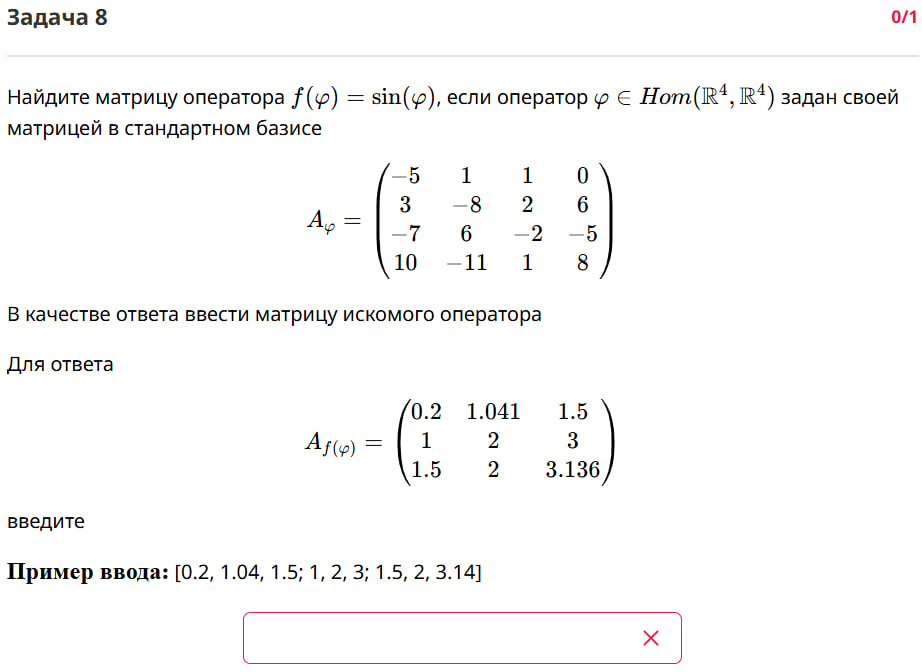 Задача 8
0/1
Найдите матрицу оператора f(φ) = sin(φ), если оператор φ ∈ Hom(ℝ⁴, ℝ⁴) задан своей
матрицей в стандартном базисе
−5 1 1 0
3 −8 2 6
A_φ =
−7 6 −2 −5
10 −11 1 8
В качестве ответа ввести матрицу искомого оператора
Для ответа
0.2 1.041 1.5
A_{f(φ)} = 1 2 3
1.5 2 3.136
введите
Пример ввода: [0.2, 1.04, 1.5; 1, 2, 3; 1.5, 2, 3.14]